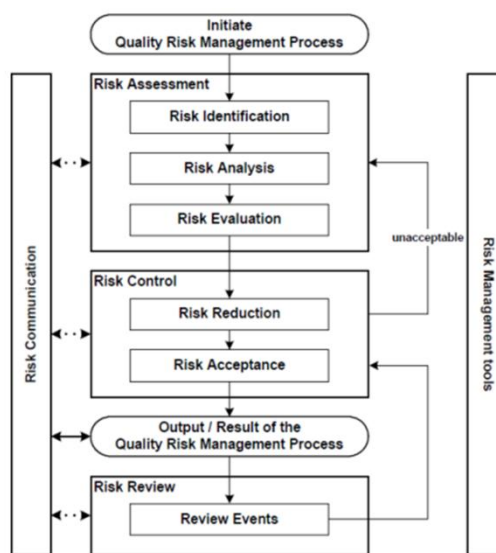 Initiate
Quality Risk Management Process
Risk Assessment
Risk Identification
Risk Analysis
Risk Evaluation
unacceptable
Risk Control
Risk Reduction
Risk Acceptance
Output / Result of the
Quality Risk Management Process
Risk Review
Review Events
Risk Communication
Risk Management tools